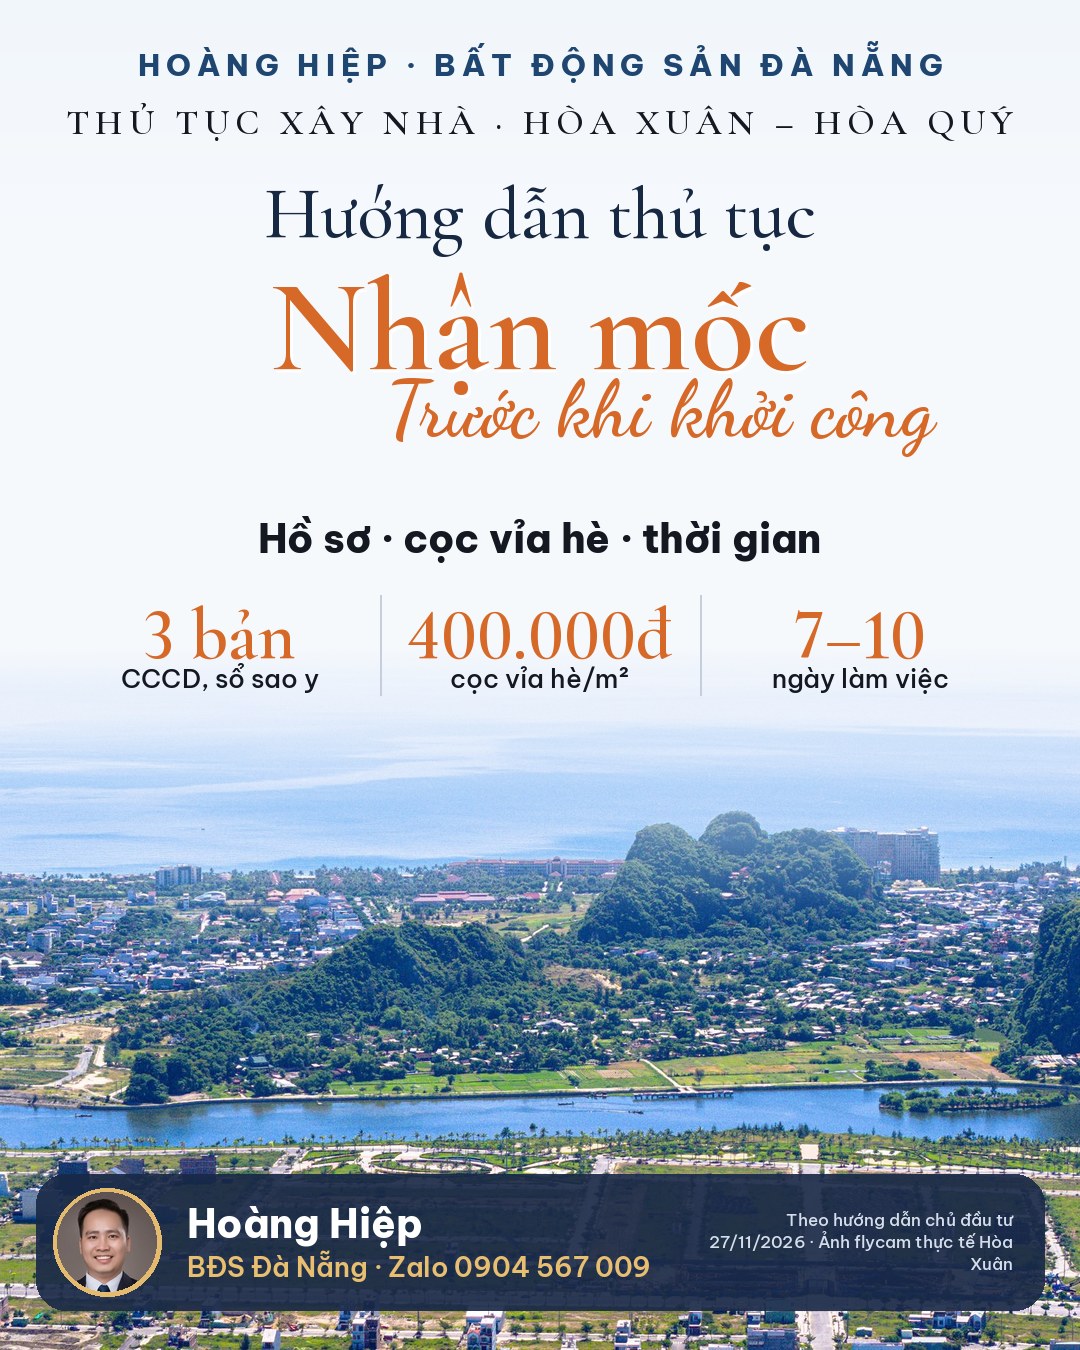 HOÀNG HIỆP · BẤT ĐỘNG SẢN ĐÀ NẴNG
THỦ TỤC XÂY NHÀ · HÒA XUÂN – HÒA QUÝ
Hướng dẫn thủ tục
Nhận mốc
Trước khi khởi công
Hồ sơ · cọc vỉa hè · thời gian
3 bản
CCCD, sổ sao y
400.000đ
cọc vỉa hè/m²
7–10
ngày làm việc
Hoàng Hiệp
BĐS Đà Nẵng · Zalo 0904 567 009
Theo hướng dẫn chủ đầu tư
27/11/2026 · Ảnh flycam thực tế Hòa
Xuân